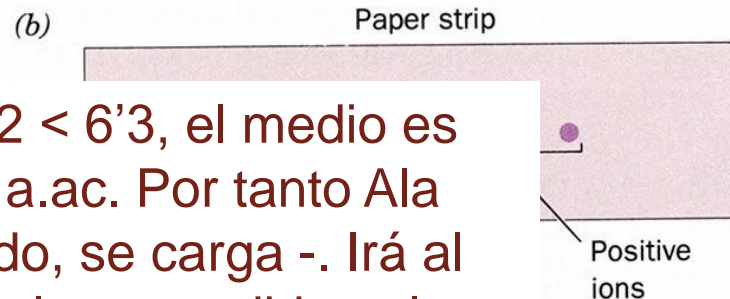 (b)
Paper strip
2 < 6’3, el medio es
a.ac. Por tanto Ala
do, se carga -. Irá al
Positive
ions